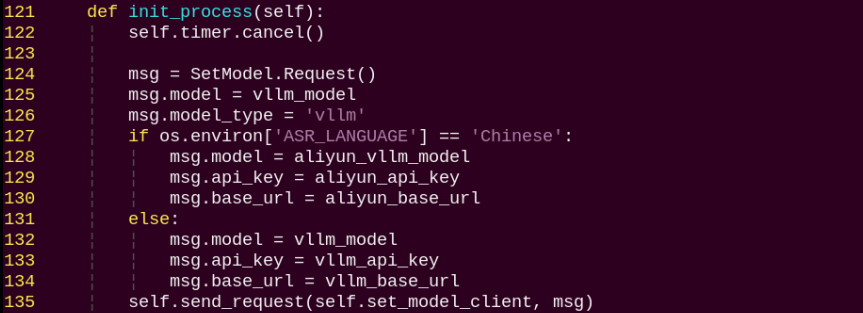 121     def init_process(self):
122         self.timer.cancel()
123
124         msg = SetModel.Request()
125         msg.model = vllm_model
126         msg.model_type = 'vllm'
127         if os.environ['ASR_LANGUAGE'] == 'Chinese':
128             msg.model = aliyun_vllm_model
129             msg.api_key = aliyun_api_key
130             msg.base_url = aliyun_base_url
131         else:
132             msg.model = vllm_model
133             msg.api_key = vllm_api_key
134             msg.base_url = vllm_base_url
135         self.send_request(self.set_model_client, msg)